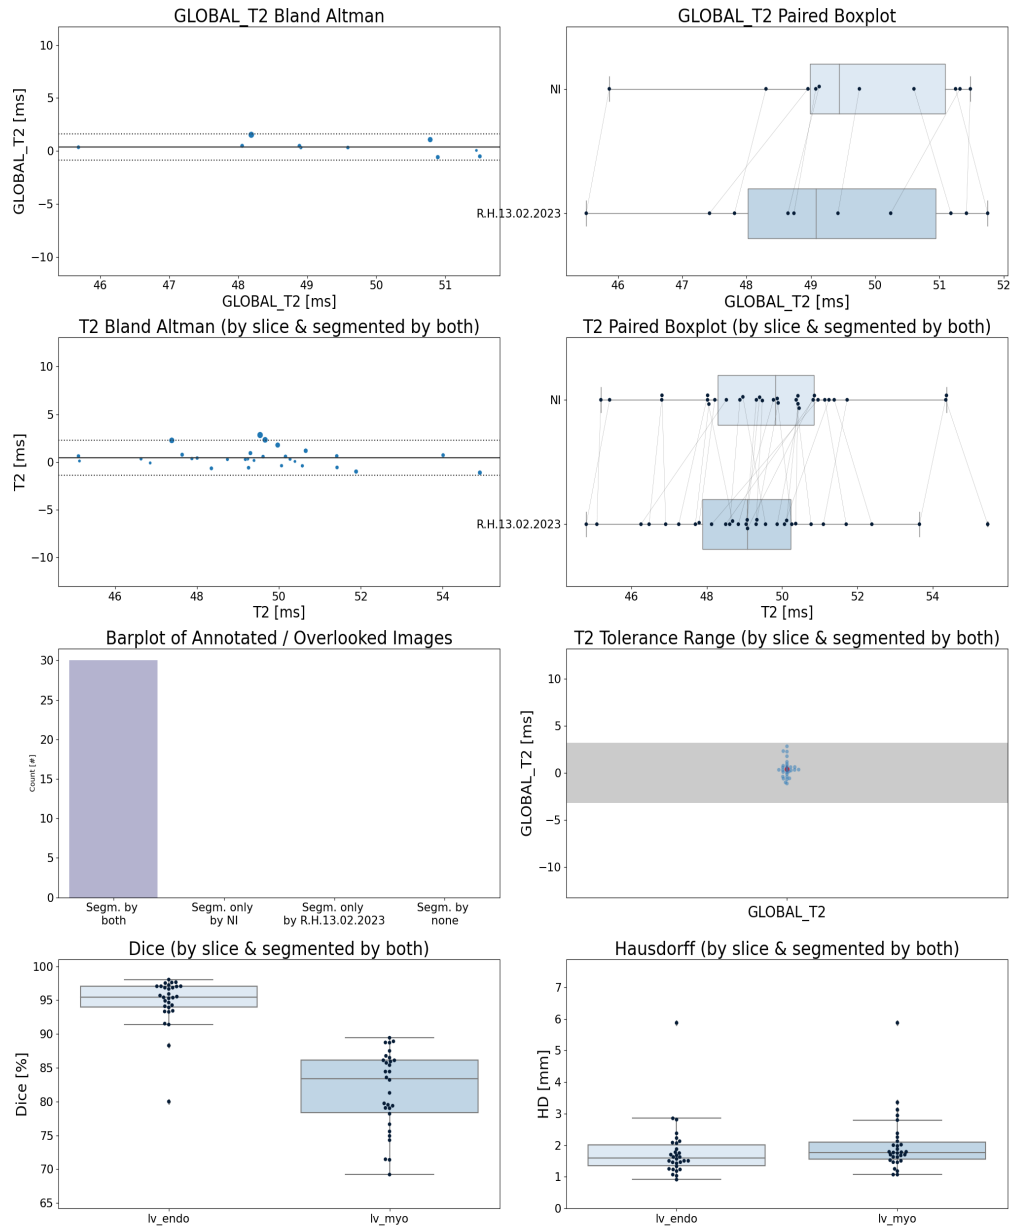 GLOBAL_T2 Bland Altman
GLOBAL_T2 Paired Boxplot
GLOBAL_T2 [ms]
10
5
0
−5
−10
46
47
48
49
50
51
GLOBAL_T2 [ms]
NI
R.H.13.02.2023
46
47
48
49
50
51
52
GLOBAL_T2 [ms]
T2 Bland Altman (by slice & segmented by both)
T2 Paired Boxplot (by slice & segmented by both)
T2 [ms]
10
5
0
−5
−10
46
48
50
52
54
T2 [ms]
NI
R.H.13.02.2023
46
48
50
52
54
T2 [ms]
Barplot of Annotated / Overlooked Images
T2 Tolerance Range (by slice & segmented by both)
Count [#]
30
25
20
15
10
5
0
Segm. by
both
Segm. only
by NI
Segm. only
by R.H.13.02.2023
Segm. by
none
GLOBAL_T2 [ms]
10
5
0
−5
−10
GLOBAL_T2
Dice (by slice & segmented by both)
Hausdorff (by slice & segmented by both)
Dice [%]
100
95
90
85
80
75
70
65
lv_endo
lv_myo
HD [mm]
7
6
5
4
3
2
1
0
lv_endo
lv_myo